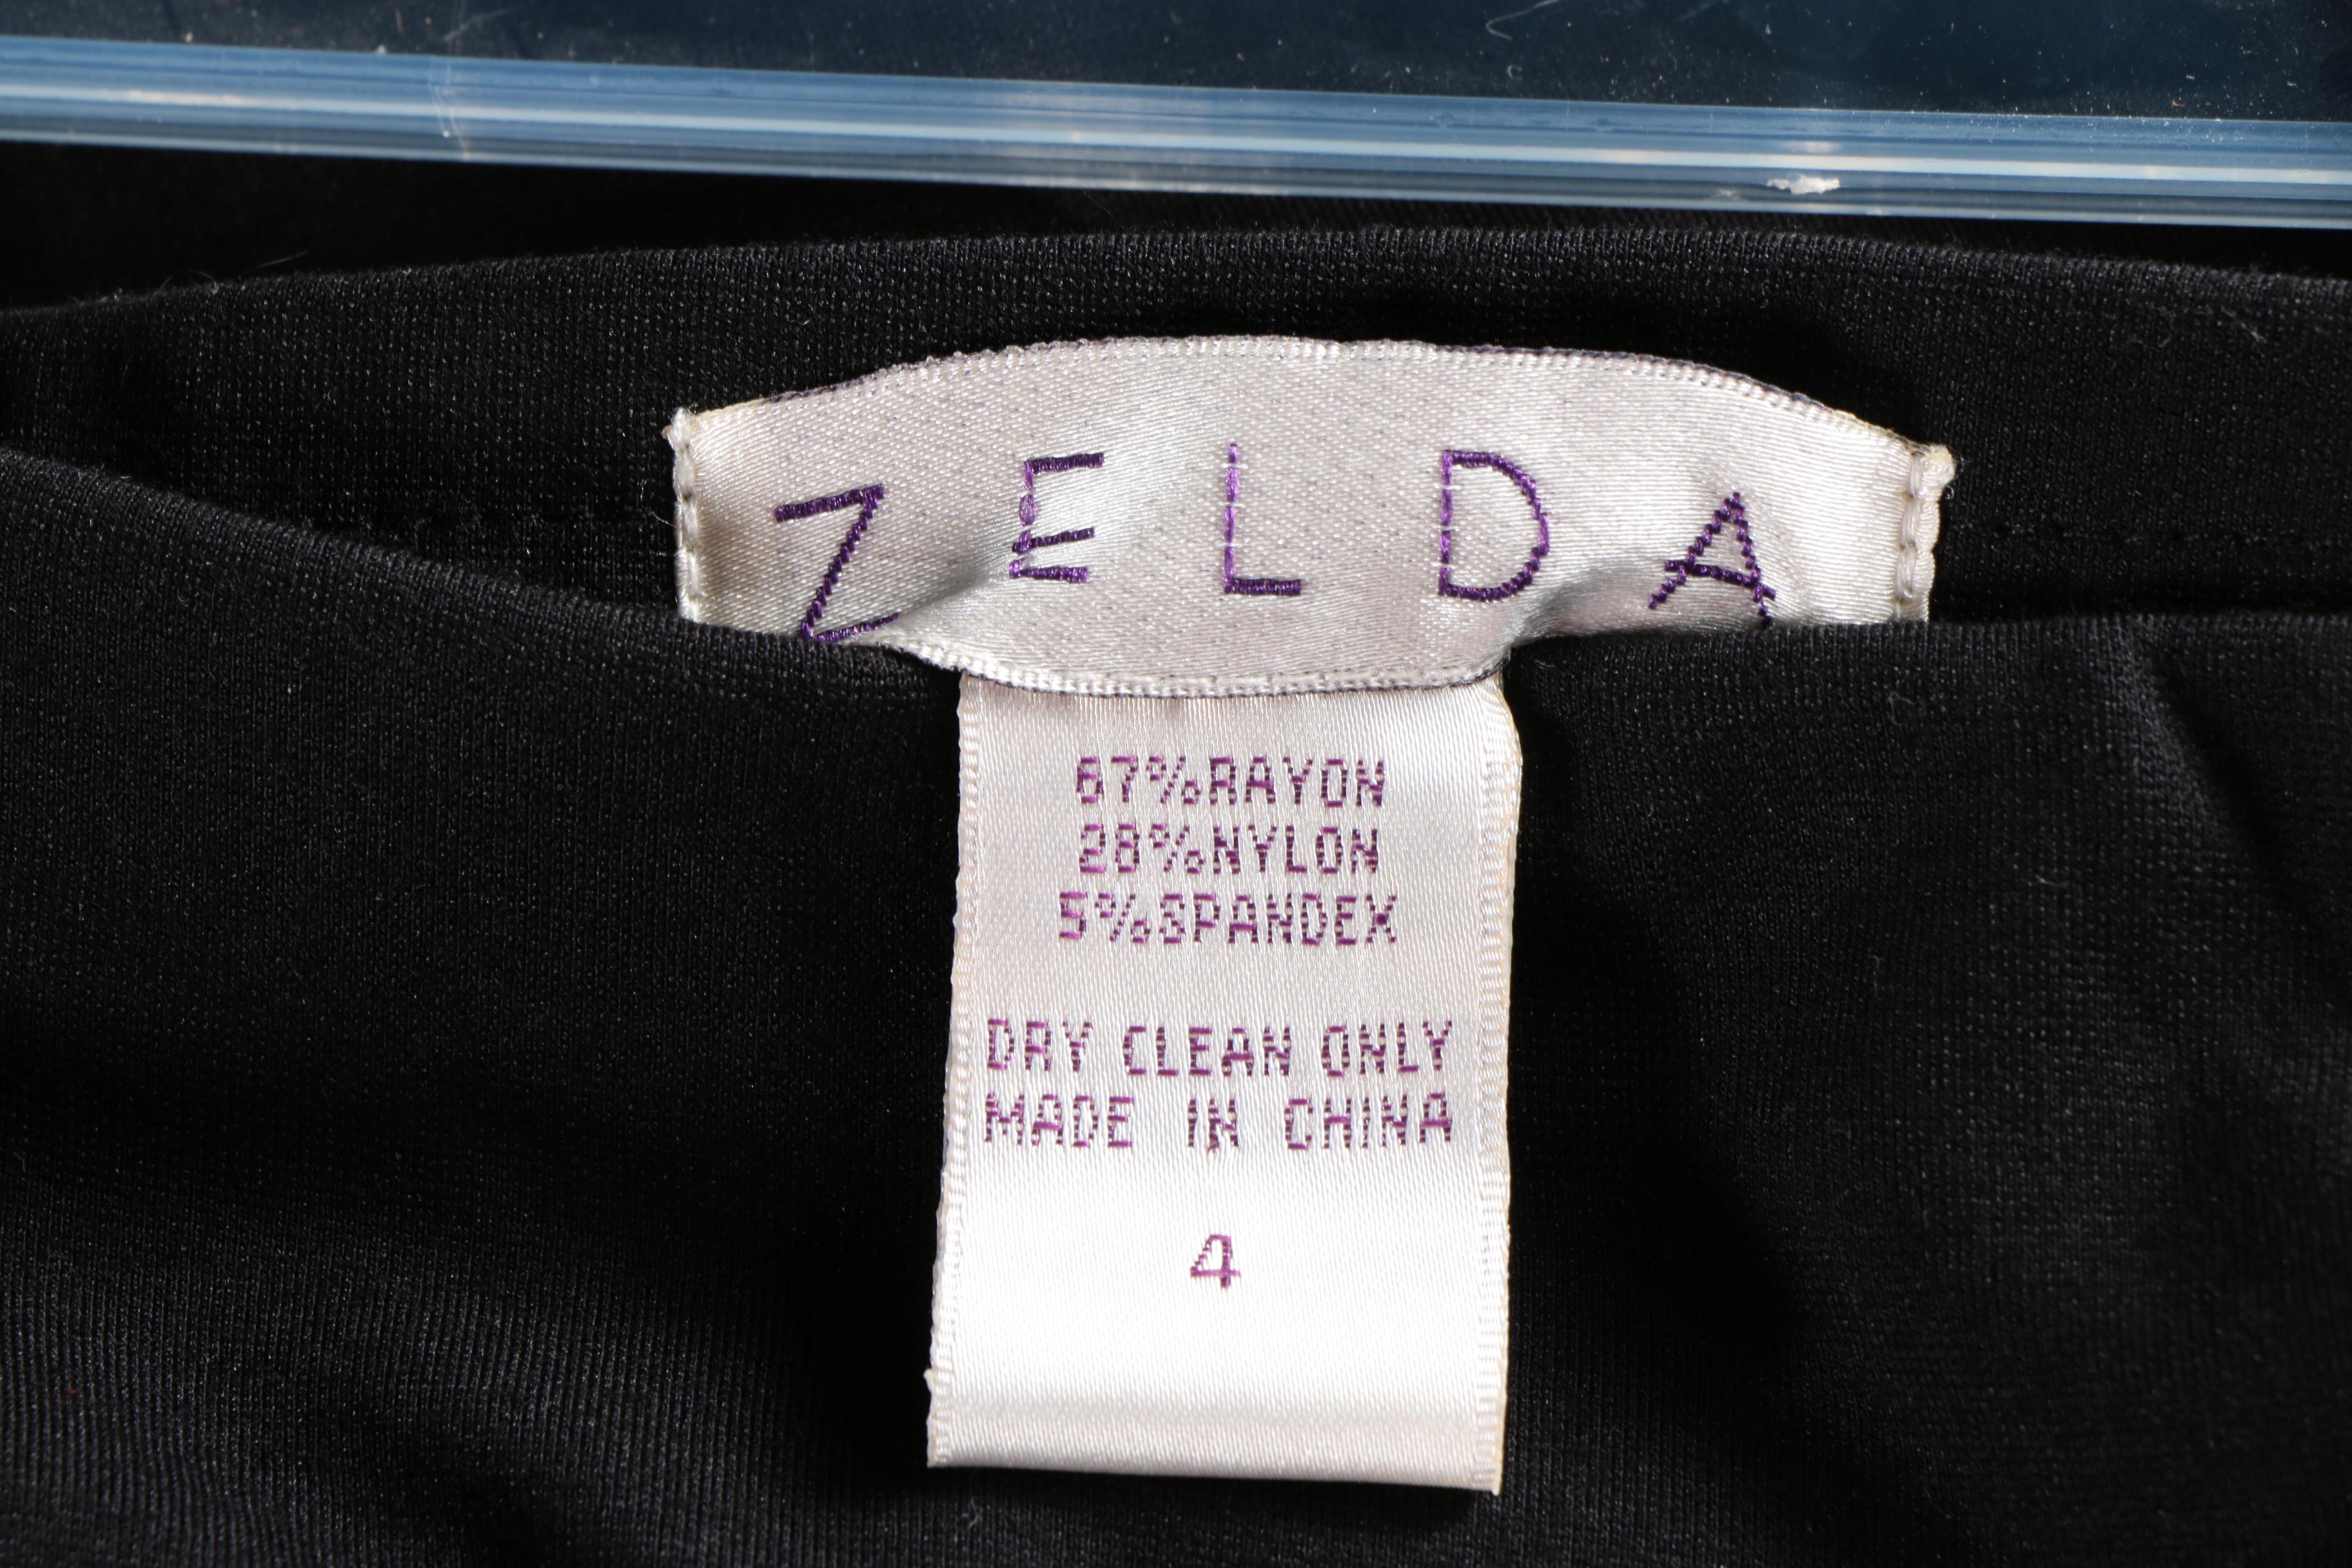 ZELDA
67%RAYON
28%NYLON
5%SPANDEX
DRY CLEAN ONLY
MADE IN CHINA
4